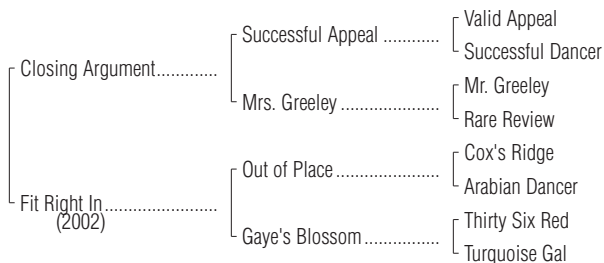 Valid Appeal
Successful Appeal ............
Successful Dancer
Closing Argument.............
Mr. Greeley
Mrs. Greeley .....................
Rare Review
Cox's Ridge
Out of Place ......................
Arabian Dancer
Fit Right In........................
(2002)
Thirty Six Red
Gaye's Blossom ................
Turquoise Gal